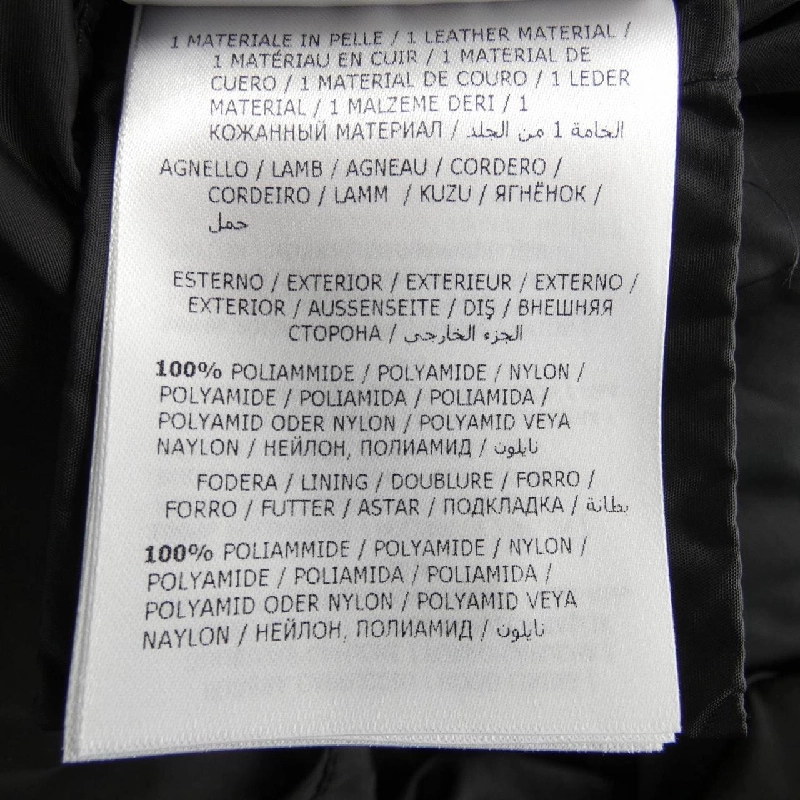 1 MATERIALE IN PELLE / 1 LEATHER MATERIAL /
1 MATÉRIAU EN CUIR / 1 MATERIAL DE
CUERO / 1 MATERIAL DE COURO / 1 LEDER
MATERIAL / 1 MALZEME DERI / 1
КОЖАННЫЙ МАТЕРИАЛ / الخامة 1 من الجلد
AGNELLO / LAMB / AGNEAU / CORDERO /
CORDEIRO / LAMM / KUZU / ЯГНЁНОК /
حمل
ESTERNO / EXTERIOR / EXTERIEUR / EXTERNO /
EXTERIOR / AUSSENSEITE / DIŞ / ВНЕШНЯЯ
СТОРОНА / الجزء الخارجي
100% POLIAMMIDE / POLYAMIDE / NYLON /
POLYAMIDE / POLIAMIDA / POLIAMIDA /
POLYAMID ODER NYLON / POLYAMID VEYA
NAYLON / НЕЙЛОН, ПОЛИАМИД / نايلون
FODERA / LINING / DOUBLURE / FORRO /
FORRO / FUTTER / ASTAR / ПОДКЛАДКА / بطانة
100% POLIAMMIDE / POLYAMIDE / NYLON /
POLYAMIDE / POLIAMIDA / POLIAMIDA /
POLYAMID ODER NYLON / POLYAMID VEYA
NAYLON / НЕЙЛОН, ПОЛИАМИД / نايلون